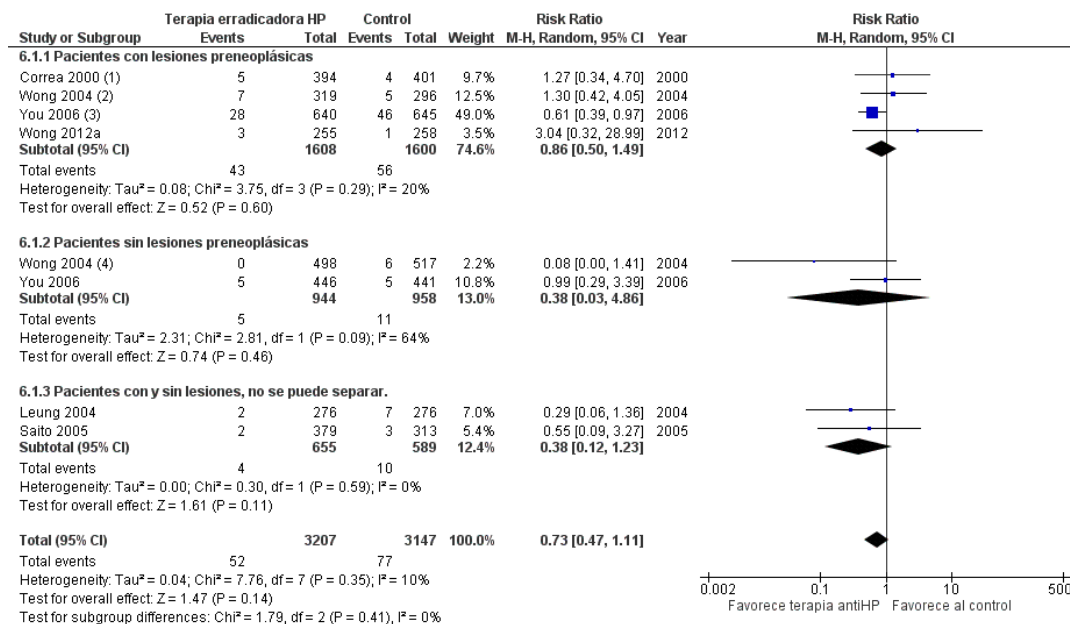 Terapia erradicadora HP Control Risk Ratio Risk Ratio
Study or Subgroup Events Total Events Total Weight M-H, Random, 95% CI Year M-H, Random, 95% CI
6.1.1 Pacientes con lesiones preneoplásicas
Correa 2000 (1) 5 394 4 401 9.7% 1.27 [0.34, 4.70] 2000
Wong 2004 (2) 7 319 5 296 12.5% 1.30 [0.42, 4.05] 2004
You 2006 (3) 28 640 46 645 49.0% 0.61 [0.39, 0.97] 2006
Wong 2012a 3 255 1 258 3.5% 3.04 [0.32, 28.99] 2012
Subtotal (95% CI) 1608 1600 74.6% 0.86 [0.50, 1.49]
Total events 43 56
Heterogeneity: Tau² = 0.08; Chi² = 3.75, df = 3 (P = 0.29); I² = 20%
Test for overall effect: Z = 0.52 (P = 0.60)
6.1.2 Pacientes sin lesiones preneoplásicas
Wong 2004 (4) 0 498 6 517 2.2% 0.08 [0.00, 1.41] 2004
You 2006 5 446 5 441 10.8% 0.99 [0.29, 3.39] 2006
Subtotal (95% CI) 944 958 13.0% 0.38 [0.03, 4.86]
Total events 5 11
Heterogeneity: Tau² = 2.31; Chi² = 2.81, df = 1 (P = 0.09); I² = 64%
Test for overall effect: Z = 0.74 (P = 0.46)
6.1.3 Pacientes con y sin lesiones, no se puede separar.
Leung 2004 2 276 7 276 7.0% 0.29 [0.06, 1.36] 2004
Saito 2005 2 379 3 313 5.4% 0.55 [0.09, 3.27] 2005
Subtotal (95% CI) 655 589 12.4% 0.38 [0.12, 1.23]
Total events 4 10
Heterogeneity: Tau² = 0.00; Chi² = 0.30, df = 1 (P = 0.59); I² = 0%
Test for overall effect: Z = 1.61 (P = 0.11)
Total (95% CI) 3207 3147 100.0% 0.73 [0.47, 1.11]
Total events 52 77
Heterogeneity: Tau² = 0.04; Chi² = 7.76, df = 7 (P = 0.35); I² = 10%
Test for overall effect: Z = 1.47 (P = 0.14)
Test for subgroup differences: Chi² = 1.79, df = 2 (P = 0.41), I² = 0%
0.002 0.1 1 10 500
Favorece terapia antiHP Favorece al control